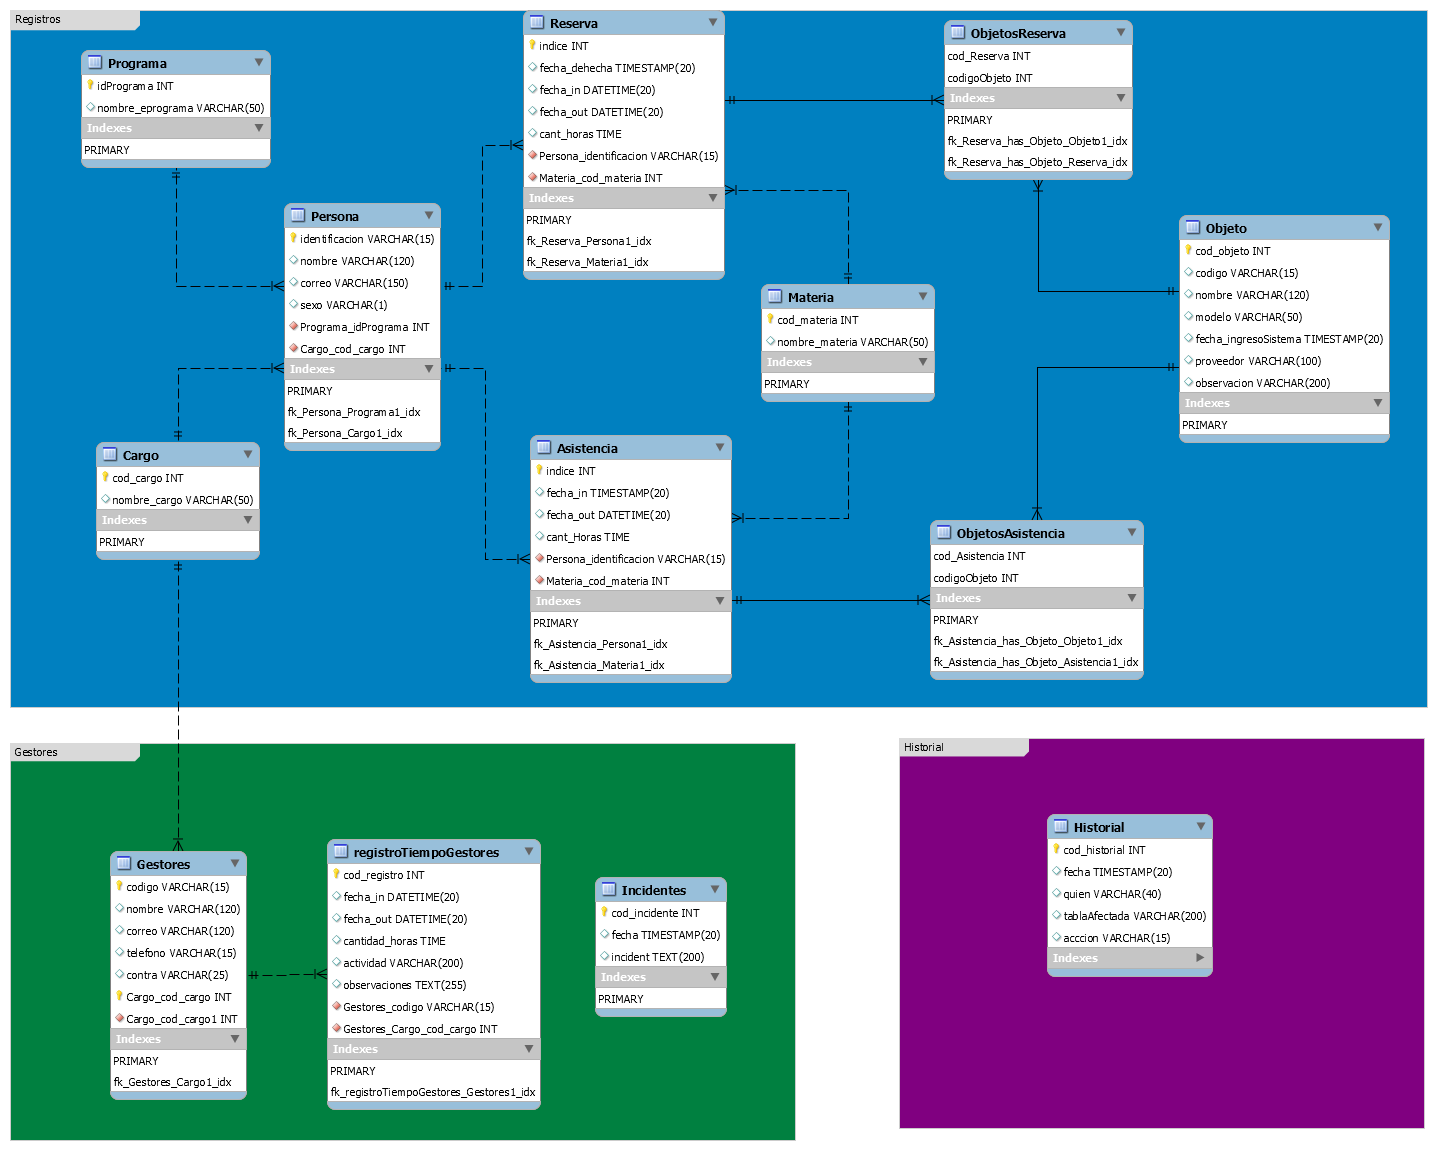 Registros
Programa
idPrograma INT
nombre_eprograma VARCHAR(50)
Indexes
PRIMARY
Persona
identificacion VARCHAR(15)
nombre VARCHAR(120)
correo VARCHAR(150)
sexo VARCHAR(1)
Programa_idPrograma INT
Cargo_cod_cargo INT
Indexes
PRIMARY
fk_Persona_Programa1_idx
fk_Persona_Cargo1_idx
Cargo
cod_cargo INT
nombre_cargo VARCHAR(50)
Indexes
PRIMARY
Reserva
indice INT
fecha_dehecha TIMESTAMP(20)
fecha_in DATETIME(20)
fecha_out DATETIME(20)
cant_horas TIME
Persona_identificacion VARCHAR(15)
Materia_cod_materia INT
Indexes
PRIMARY
fk_Reserva_Persona1_idx
fk_Reserva_Materia1_idx
Materia
cod_materia INT
nombre_materia VARCHAR(50)
Indexes
PRIMARY
Asistencia
indice INT
fecha_in TIMESTAMP(20)
fecha_out DATETIME(20)
cant_Horas TIME
Persona_identificacion VARCHAR(15)
Materia_cod_materia INT
Indexes
PRIMARY
fk_Asistencia_Persona1_idx
fk_Asistencia_Materia1_idx
ObjetosReserva
cod_Reserva INT
codigoObjeto INT
Indexes
PRIMARY
fk_Reserva_has_Objeto_Objeto1_idx
fk_Reserva_has_Objeto_Reserva_idx
Objeto
cod_objeto INT
codigo VARCHAR(15)
nombre VARCHAR(120)
modelo VARCHAR(50)
fecha_ingresoSistema TIMESTAMP(20)
proveedor VARCHAR(100)
observacion VARCHAR(200)
Indexes
PRIMARY
ObjetosAsistencia
cod_Asistencia INT
codigoObjeto INT
Indexes
PRIMARY
fk_Asistencia_has_Objeto_Objeto1_idx
fk_Asistencia_has_Objeto_Asistencia1_idx
Gestores
Gestores
codigo VARCHAR(15)
nombre VARCHAR(120)
correo VARCHAR(120)
telefono VARCHAR(15)
contra VARCHAR(25)
Cargo_cod_cargo INT
Cargo_cod_cargo1 INT
Indexes
PRIMARY
fk_Gestores_Cargo1_idx
registroTiempoGestores
cod_registro INT
fecha_in DATETIME(20)
fecha_out DATETIME(20)
cantidad_horas TIME
actividad VARCHAR(200)
observaciones TEXT(255)
Gestores_codigo VARCHAR(15)
Gestores_Cargo_cod_cargo INT
Indexes
PRIMARY
fk_registroTiempoGestores_Gestores1_idx
Incidentes
cod_incidente INT
fecha TIMESTAMP(20)
incident TEXT(200)
Indexes
PRIMARY
Historial
Historial
cod_historial INT
fecha TIMESTAMP(20)
quien VARCHAR(40)
tablaAfectada VARCHAR(200)
acccion VARCHAR(15)
Indexes